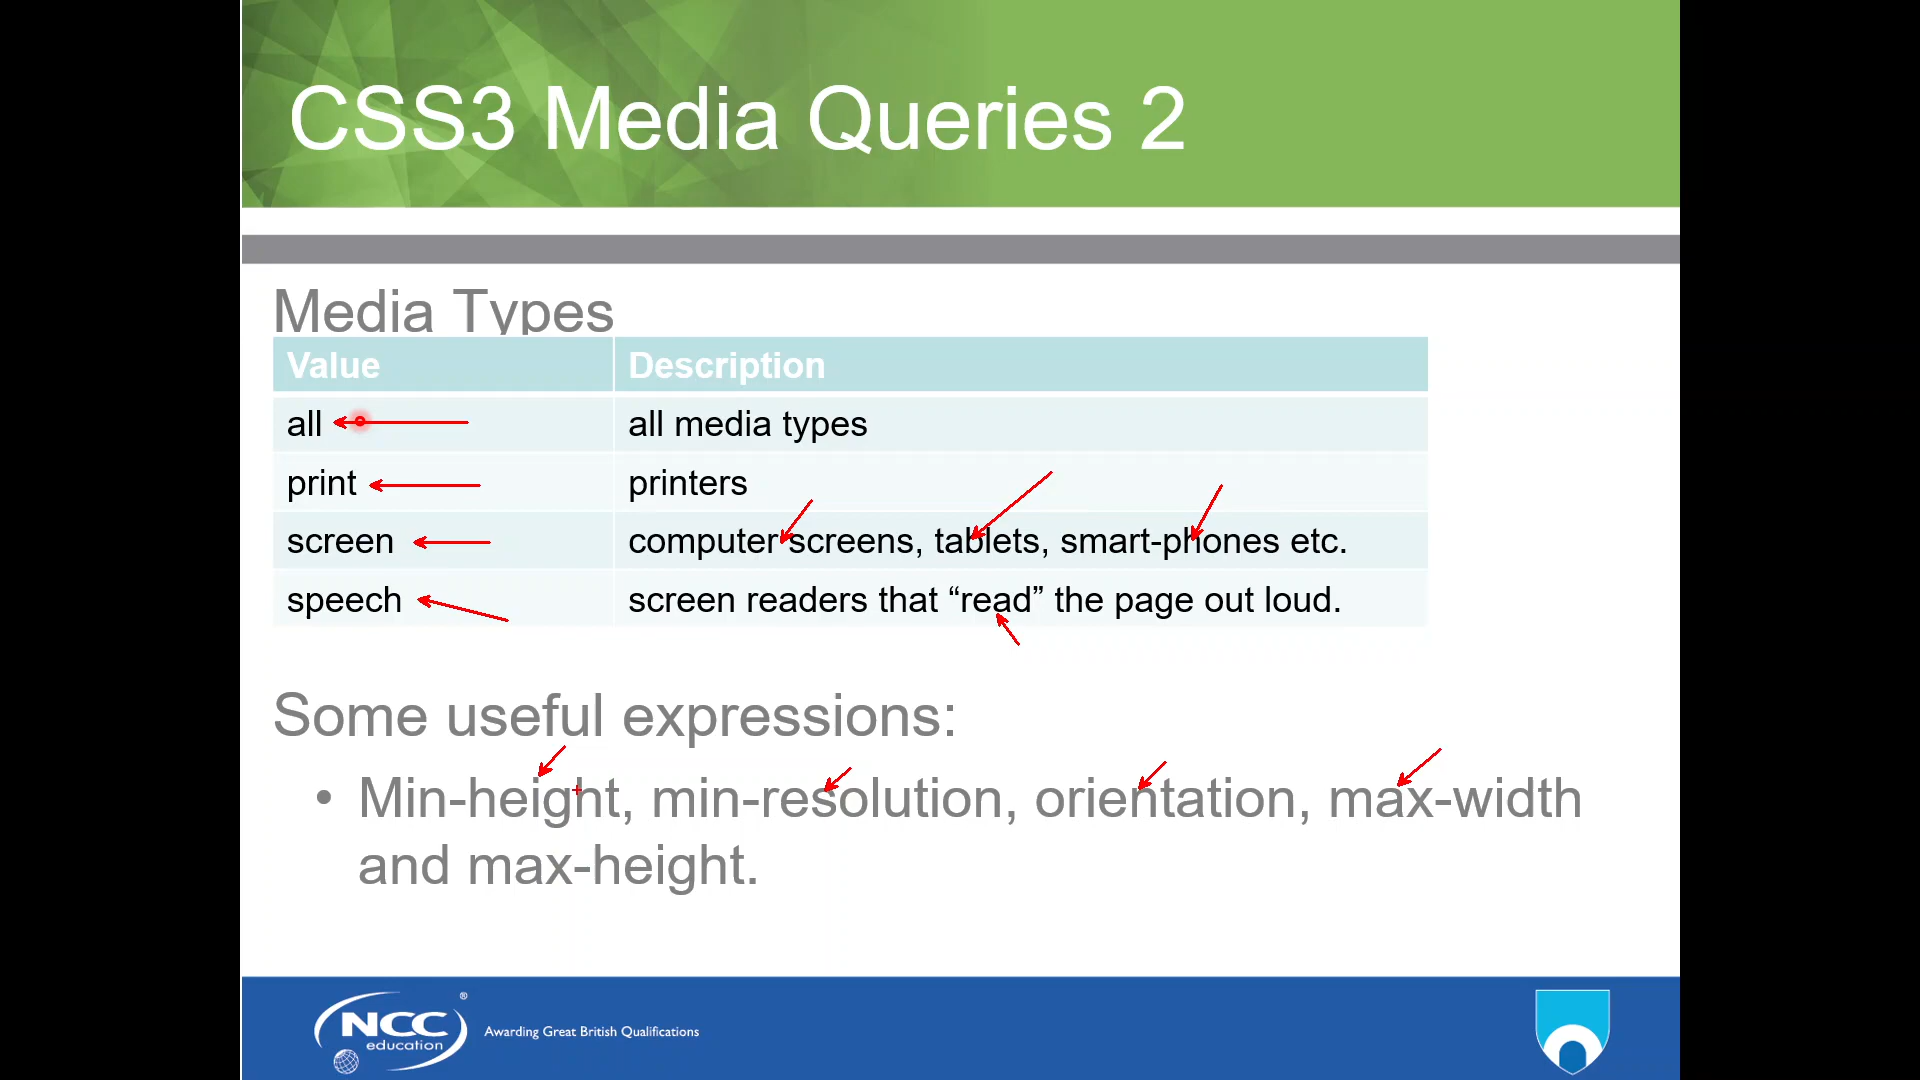 CSS3 Media Queries 2
Media Types
Value Description
all all media types
print printers
screen computer screens, tablets, smart-phones etc.
speech screen readers that “read” the page out loud.
Some useful expressions:
• Min-height, min-resolution, orientation, max-width
and max-height.
NCC ®
education
Awarding Great British Qualifications